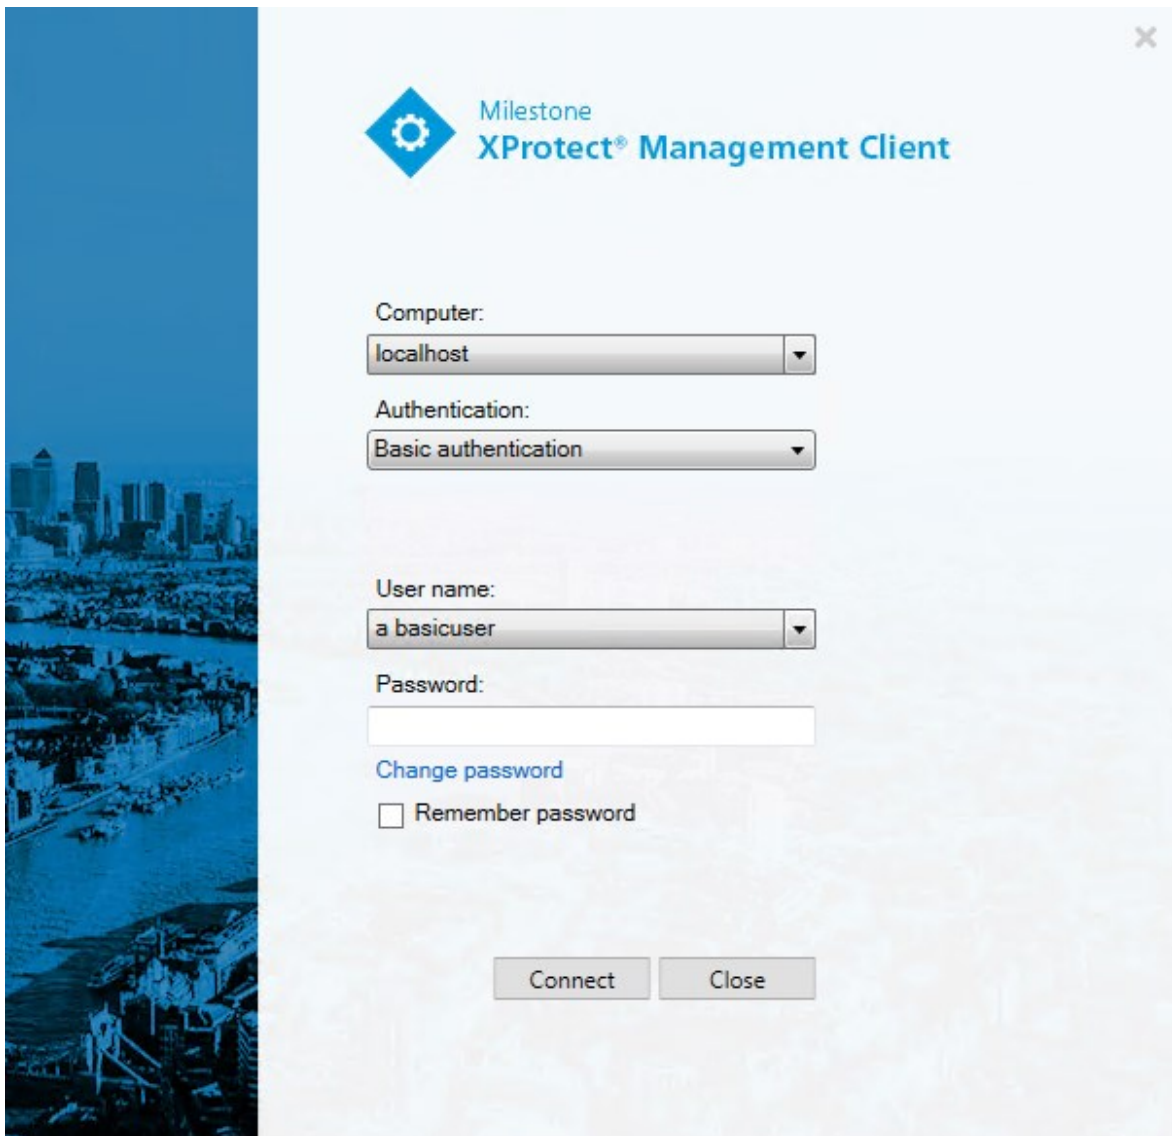 Milestone
XProtect® Management Client
Computer:
localhost
Authentication:
Basic authentication
User name:
a basicuser
Password:
Change password
Remember password
Connect Close